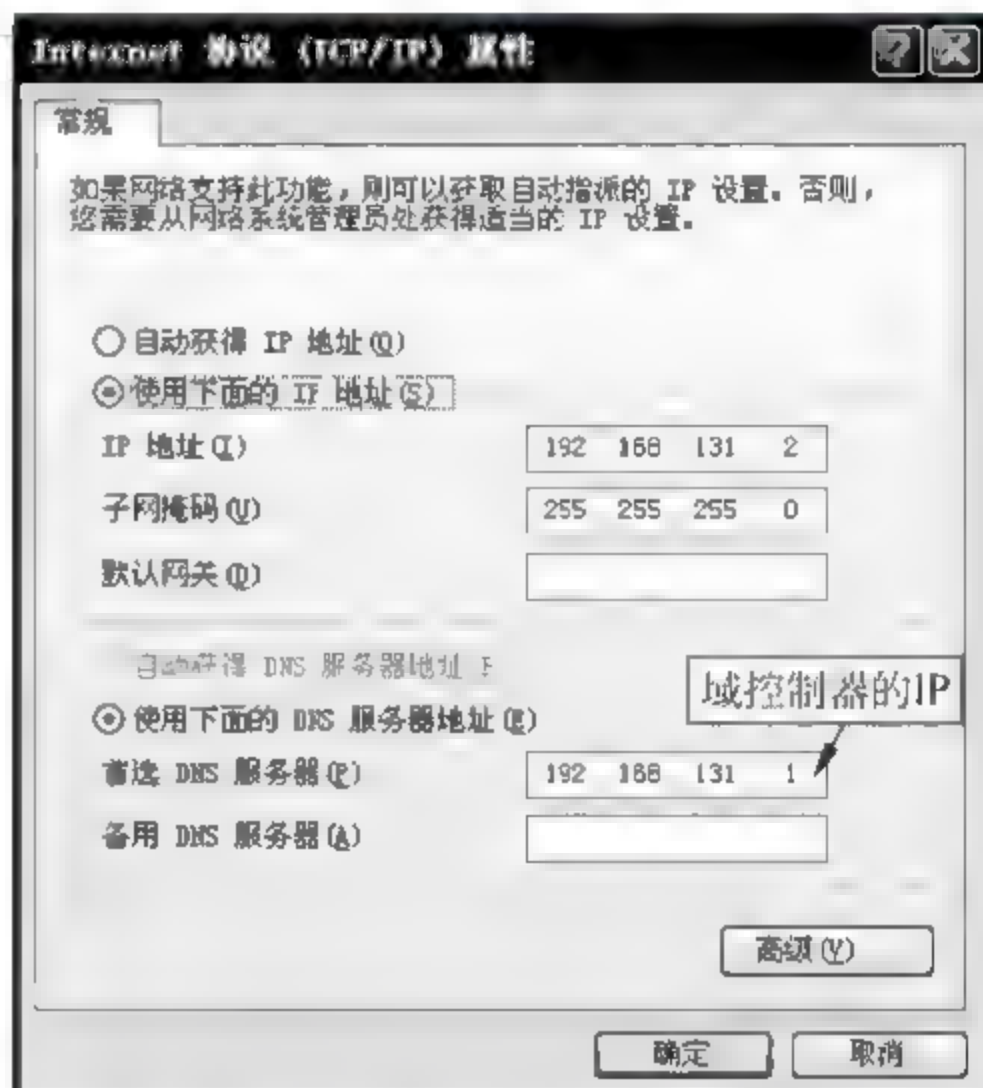 Internet 协议 (TCP/IP) 属性
常规
如果网络支持此功能，则可以获取自动指派的 IP 设置。否则，
您需要从网络系统管理员处获得适当的 IP 设置。
自动获得 IP 地址(O)
使用下面的 IP 地址(S)
IP 地址(I) 192 168 131 2
子网掩码(U) 255 255 255 0
默认网关(D)
自动获得 DNS 服务器地址
域控制器的IP
使用下面的 DNS 服务器地址(E)
首选 DNS 服务器(P) 192 168 131 1
备用 DNS 服务器(A)
高级(V)
确定 取消